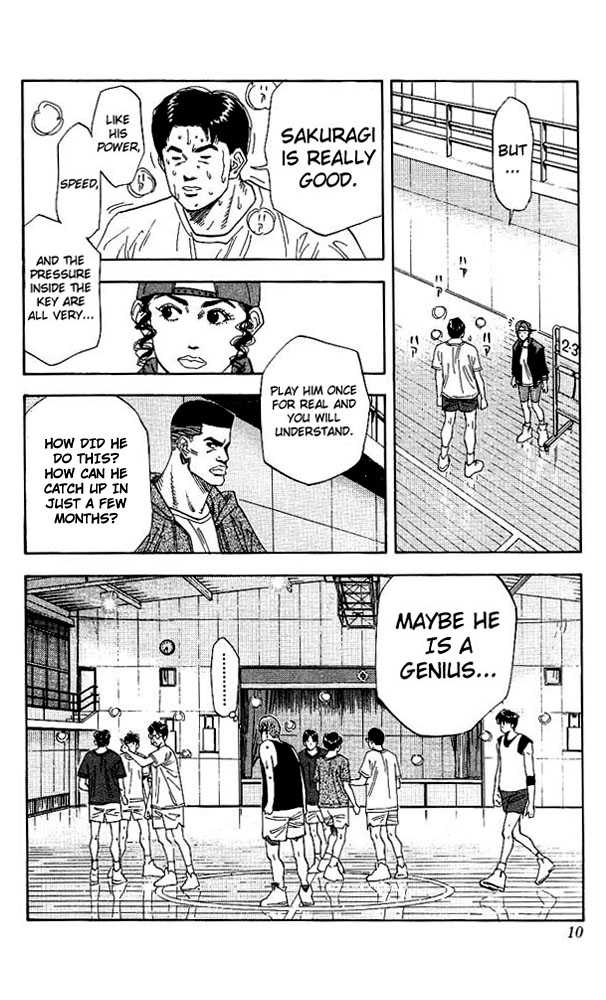 BUT
...
SAKURAGI
IS REALLY
GOOD.
LIKE
HIS
POWER,
SPEED,
AND THE
PRESSURE
INSIDE THE
KEY ARE
ALL VERY...
PLAY HIM ONCE
FOR REAL AND
YOU WILL
UNDERSTAND.
HOW DID HE
DO THIS?
HOW CAN HE
CATCH UP IN
JUST A FEW
MONTHS?
2-3
MAYBE HE
IS A
GENIUS...
.........
10